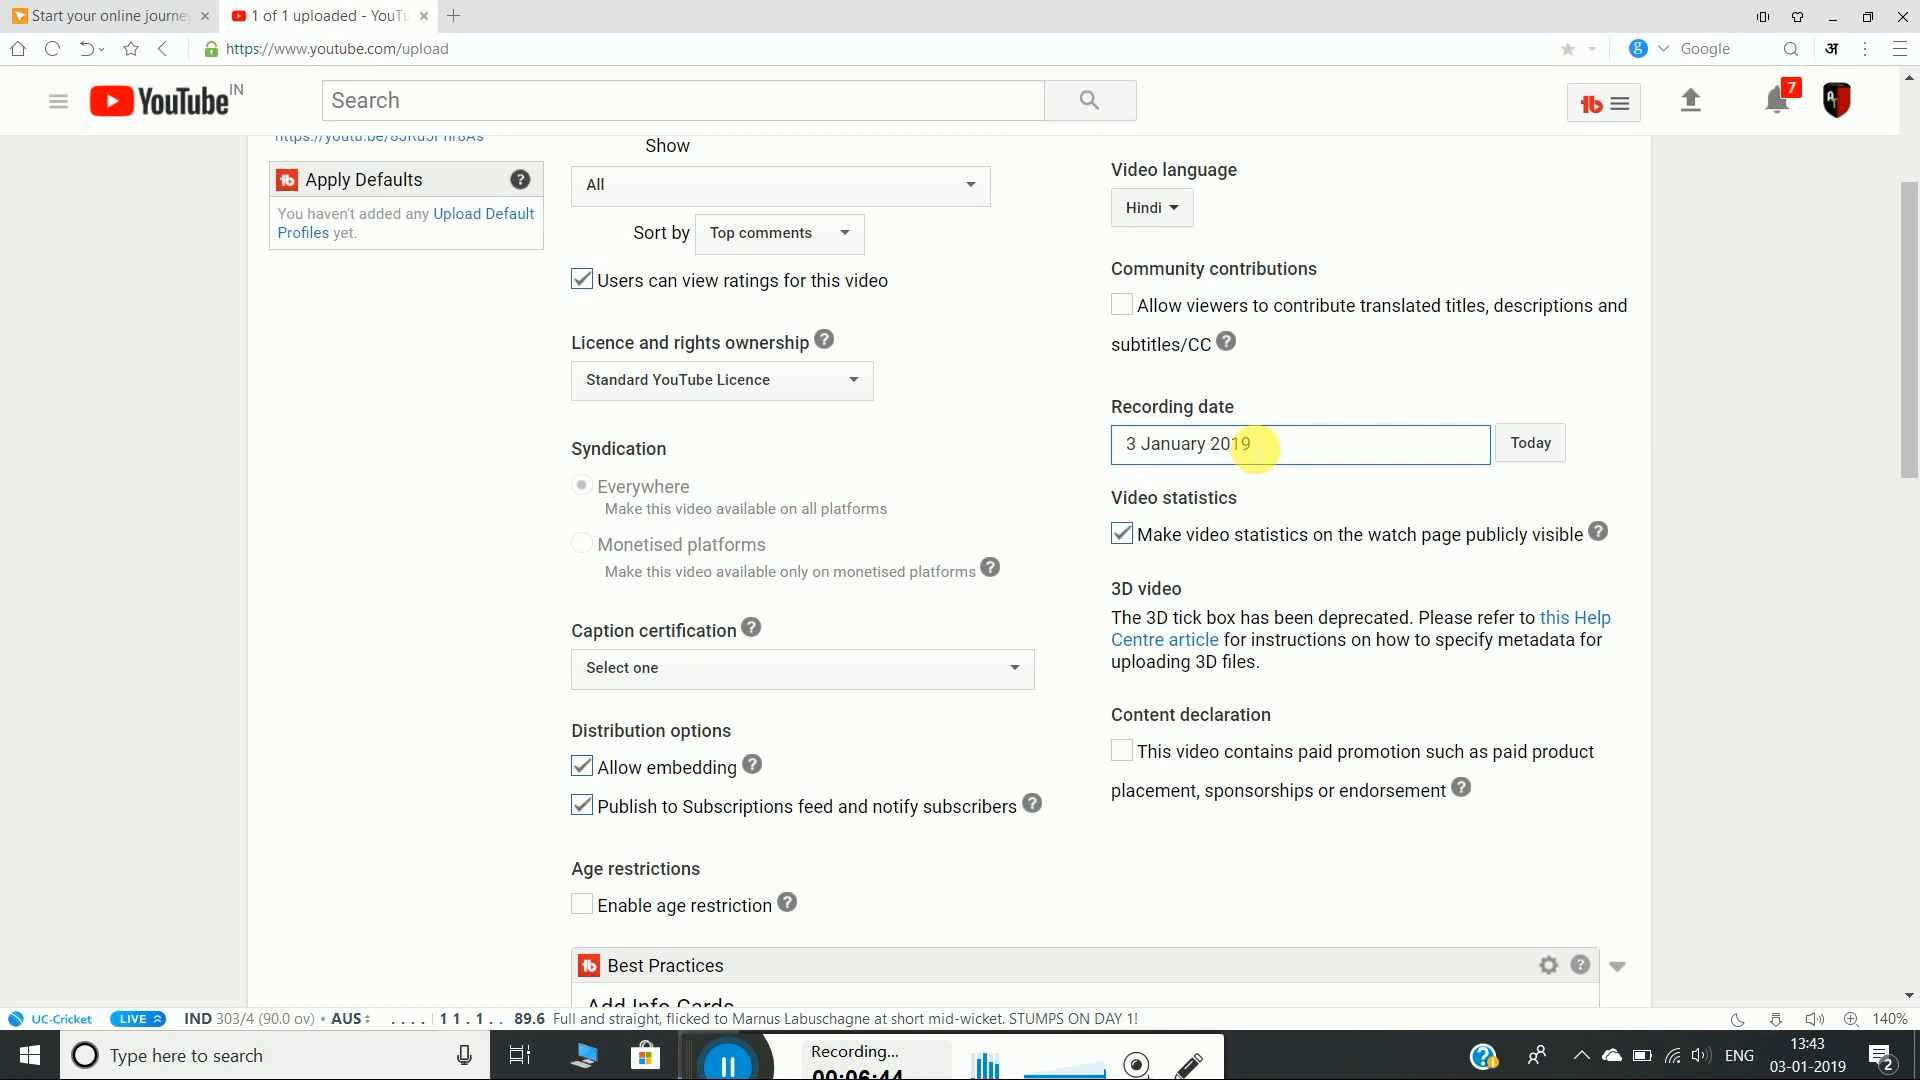 Start your online journe
1 of 1 uploaded - YouTu
https://www.youtube.com/upload
Google
अ
YouTube IN
Search
7
Show
Video language
Apply Defaults
All
Hindi
You haven't added any Upload Default
Profiles yet.
Sort by Top comments
Users can view ratings for this video
Community contributions
Allow viewers to contribute translated titles, descriptions and
subtitles/CC
Licence and rights ownership
Standard YouTube Licence
Recording date
3 January 2019 Today
Syndication
Everywhere
Make this video available on all platforms
Video statistics
Make video statistics on the watch page publicly visible
Monetised platforms
Make this video available only on monetised platforms
3D video
The 3D tick box has been deprecated. Please refer to this Help
Centre article for instructions on how to specify metadata for
uploading 3D files.
Caption certification
Select one
Content declaration
This video contains paid promotion such as paid product
placement, sponsorships or endorsement
Distribution options
Allow embedding
Publish to Subscriptions feed and notify subscribers
Age restrictions
Enable age restriction
Best Practices
Add Info Cards
UC-Cricket LIVE IND 303/4 (90.0 ov) • AUS . . . . 1 1 . 1 . . 89.6 Full and straight, flicked to Marnus Labuschagne at short mid-wicket. STUMPS ON DAY 1!
140%
Type here to search
Recording...
00:06:44
ENG
13:43
03-01-2019
2